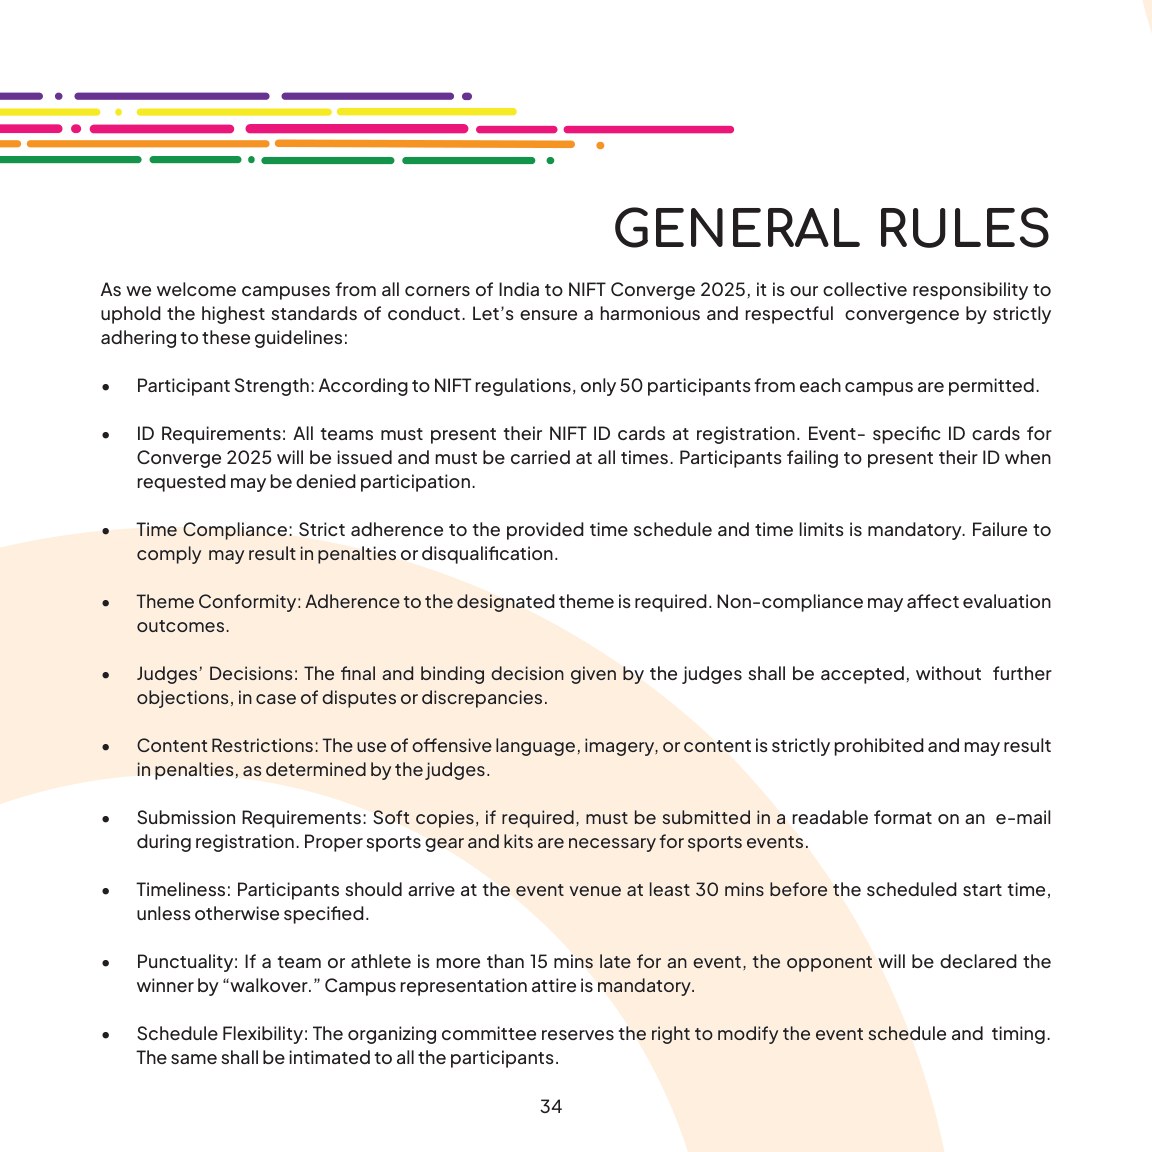 GENERAL RULES
As we welcome campuses from all corners of India to NIFT Converge 2025, it is our collective responsibility to
uphold the highest standards of conduct. Let’s ensure a harmonious and respectful  convergence by strictly
adhering to these guidelines:
• Participant Strength: According to NIFT regulations, only 50 participants from each campus are permitted.
• ID Requirements: All teams must present their NIFT ID cards at registration. Event- specific ID cards for
Converge 2025 will be issued and must be carried at all times. Participants failing to present their ID when
requested may be denied participation.
• Time Compliance: Strict adherence to the provided time schedule and time limits is mandatory. Failure to
comply  may result in penalties or disqualification.
• Theme Conformity: Adherence to the designated theme is required. Non-compliance may affect evaluation
outcomes.
• Judges’ Decisions: The final and binding decision given by the judges shall be accepted, without  further
objections, in case of disputes or discrepancies.
• Content Restrictions: The use of offensive language, imagery, or content is strictly prohibited and may result
in penalties, as determined by the judges.
• Submission Requirements: Soft copies, if required, must be submitted in a readable format on an  e-mail
during registration. Proper sports gear and kits are necessary for sports events.
• Timeliness: Participants should arrive at the event venue at least 30 mins before the scheduled start time,
unless otherwise specified.
• Punctuality: If a team or athlete is more than 15 mins late for an event, the opponent will be declared the
winner by “walkover.” Campus representation attire is mandatory.
• Schedule Flexibility: The organizing committee reserves the right to modify the event schedule and  timing.
The same shall be intimated to all the participants.
34